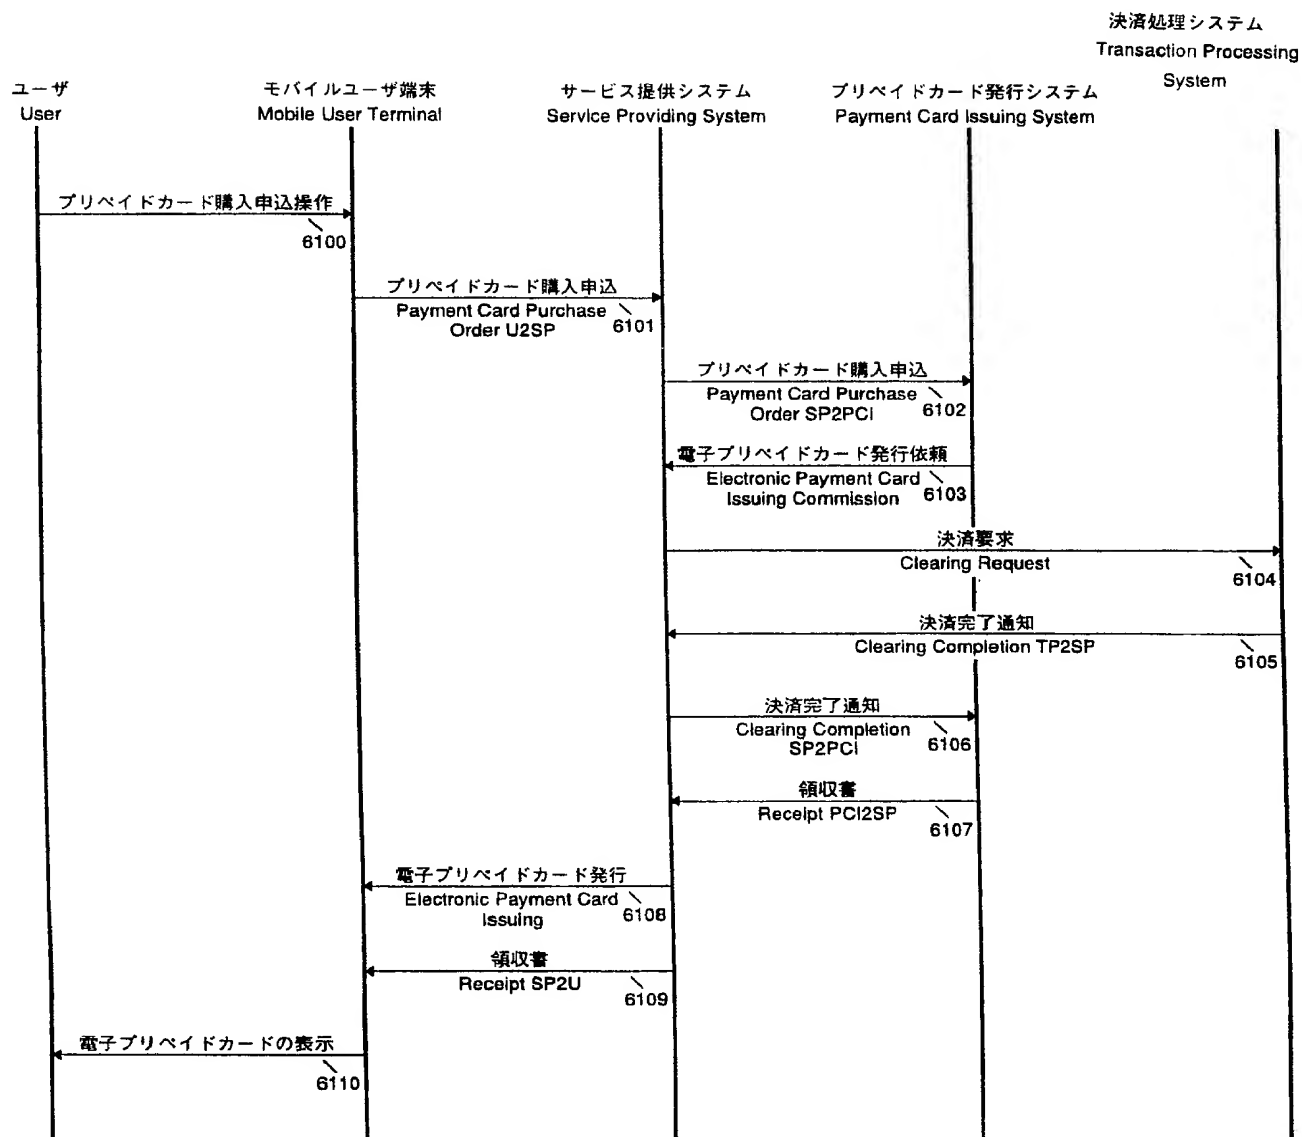 決済処理システム
Transaction Processing
System
ユーザ
User
モバイルユーザ端末
Mobile User Terminal
サービス提供システム
Service Providing System
プリペイドカード発行システム
Payment Card Issuing System
プリペイドカード購入申込操作
6100
プリペイドカード購入申込
Payment Card Purchase
Order U2SP
6101
プリペイドカード購入申込
Payment Card Purchase
Order SP2PCI
6102
電子プリペイドカード発行依頼
Electronic Payment Card
Issuing Commission
6103
決済要求
Clearing Request
6104
決済完了通知
Clearing Completion TP2SP
6105
決済完了通知
Clearing Completion
SP2PCI
6106
領収書
Receipt PCI2SP
6107
電子プリペイドカード発行
Electronic Payment Card
Issuing
6108
領収書
Receipt SP2U
6109
電子プリペイドカードの表示
6110